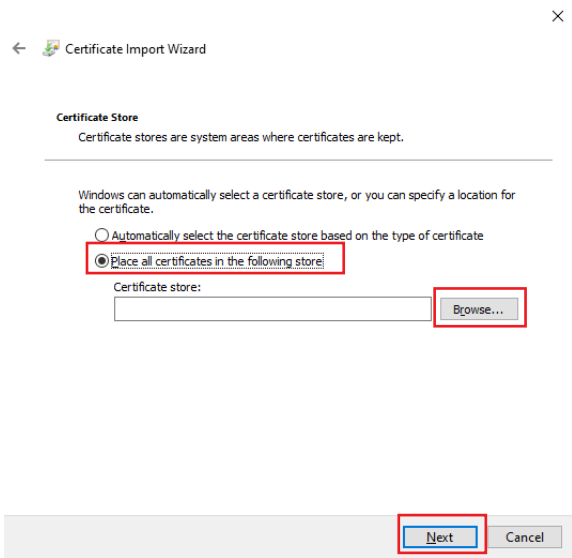 Certificate Import Wizard
Certificate Store
Certificate stores are system areas where certificates are kept.
Windows can automatically select a certificate store, or you can specify a location for
the certificate.
Automatically select the certificate store based on the type of certificate
Place all certificates in the following store
Certificate store:
Browse...
Next
Cancel